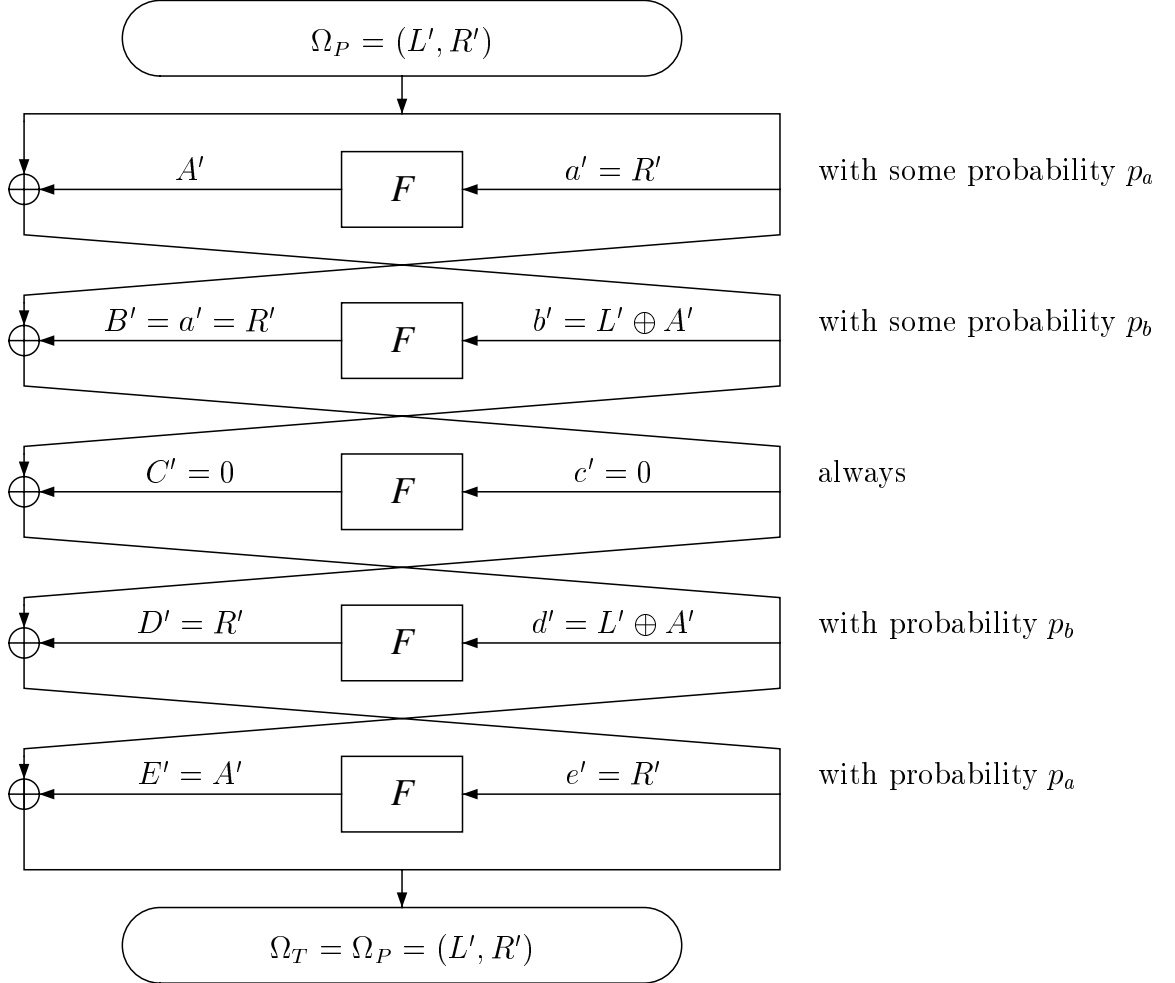 Ω_P = (L′, R′)
A′ F a′ = R′ with some probability p_a
B′ = a′ = R′ F b′ = L′ ⊕ A′ with some probability p_b
C′ = 0 F c′ = 0 always
D′ = R′ F d′ = L′ ⊕ A′ with probability p_b
E′ = A′ F e′ = R′ with probability p_a
Ω_T = Ω_P = (L′, R′)